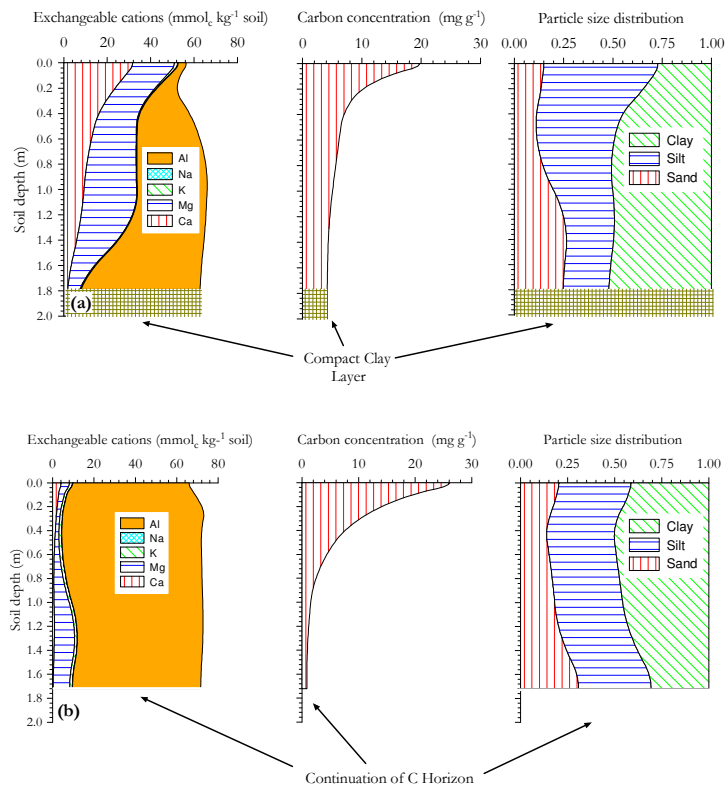 Exchangeable cations (mmolc kg-1 soil)
Carbon concentration (mg g-1)
Particle size distribution
0 20 40 60 80
0 10 20 30
0.00 0.25 0.50 0.75 1.00
Soil depth (m)
0.0
0.2
0.4
0.6
0.8
1.0
1.2
1.4
1.6
1.8
2.0
Al
Na
K
Mg
Ca
Clay
Silt
Sand
(a)
Compact Clay
Layer
Exchangeable cations (mmolc kg-1 soil)
Carbon concentration (mg g-1)
Particle size distribution
0 20 40 60 80
0 10 20 30
0.00 0.25 0.50 0.75 1.00
Soil depth (m)
0.0
0.2
0.4
0.6
0.8
1.0
1.2
1.4
1.6
1.8
2.0
Al
Na
K
Mg
Ca
Clay
Silt
Sand
(b)
Continuation of C Horizon